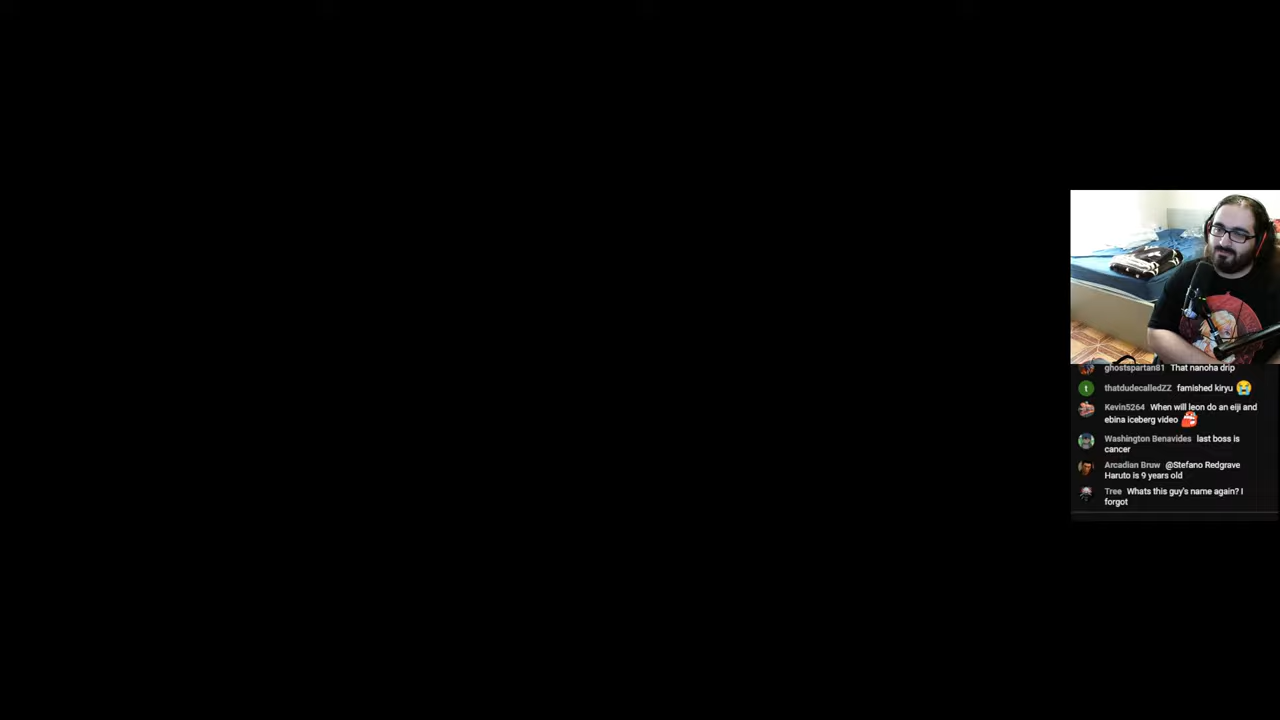 ghostspartan81 That nanoha drip
thatdudecalledZZ famished kiryu 😭
Kevin5264 When will leon do an eiji and
ebina iceberg video
Washington Benavides last boss is
cancer
Arcadian Bruw @Stefano Redgrave
Haruto is 9 years old
Tree Whats this guy's name again? I
forgot